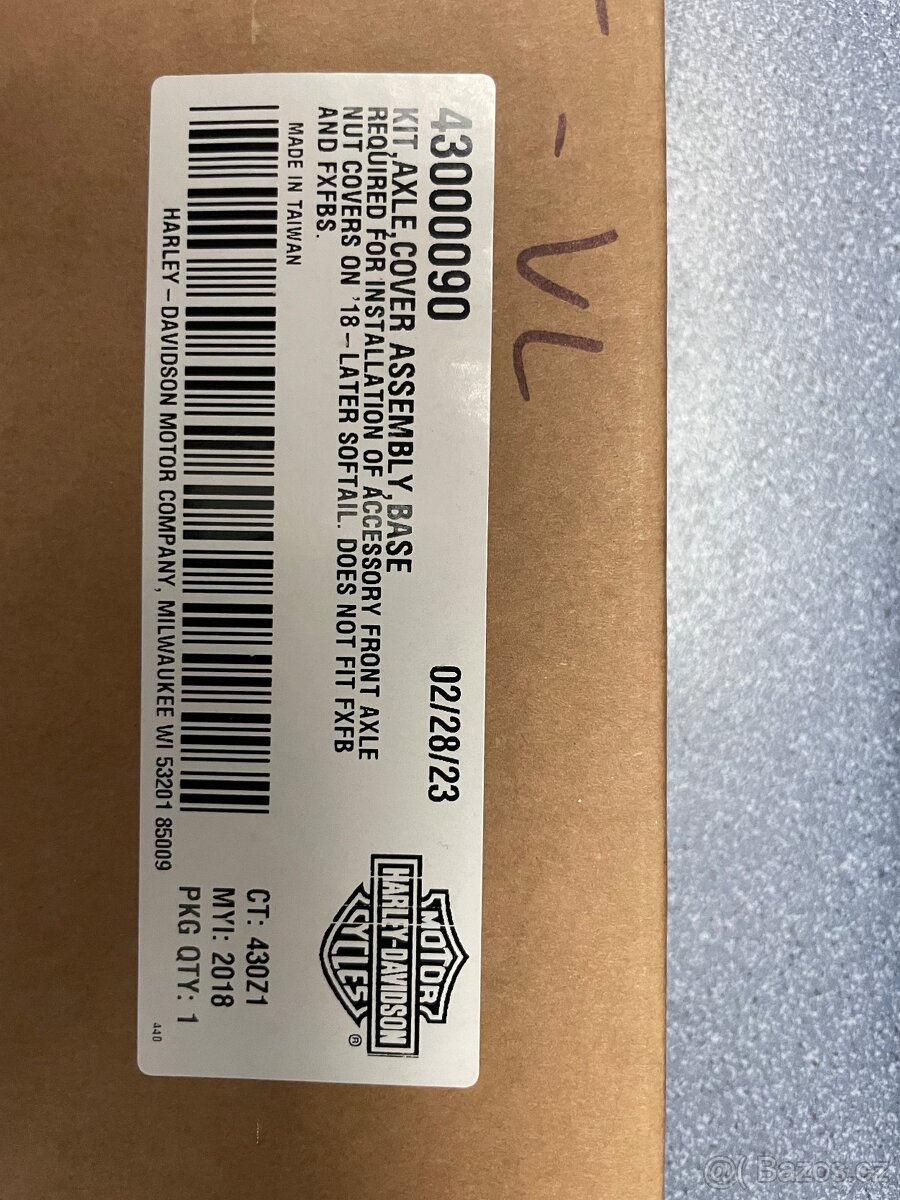 - VL
43000090 02/28/23
KIT,AXLE,COVER ASSEMBLY,BASE
REQUIRED FOR INSTALLATION OF ACCESSORY FRONT AXLE
NUT COVERS ON '18-LATER SOFTAIL. DOES NOT FIT FXFB
AND FXFBS.
MADE IN TAIWAN
HARLEY-DAVIDSON MOTOR COMPANY, MILWAUKEE WI 53201 85009
MOTOR
HARLEY-DAVIDSON
CYCLES
®
CT: 430Z1
MYI: 2018
PKG QTY: 1
440
@( Bazos.cz